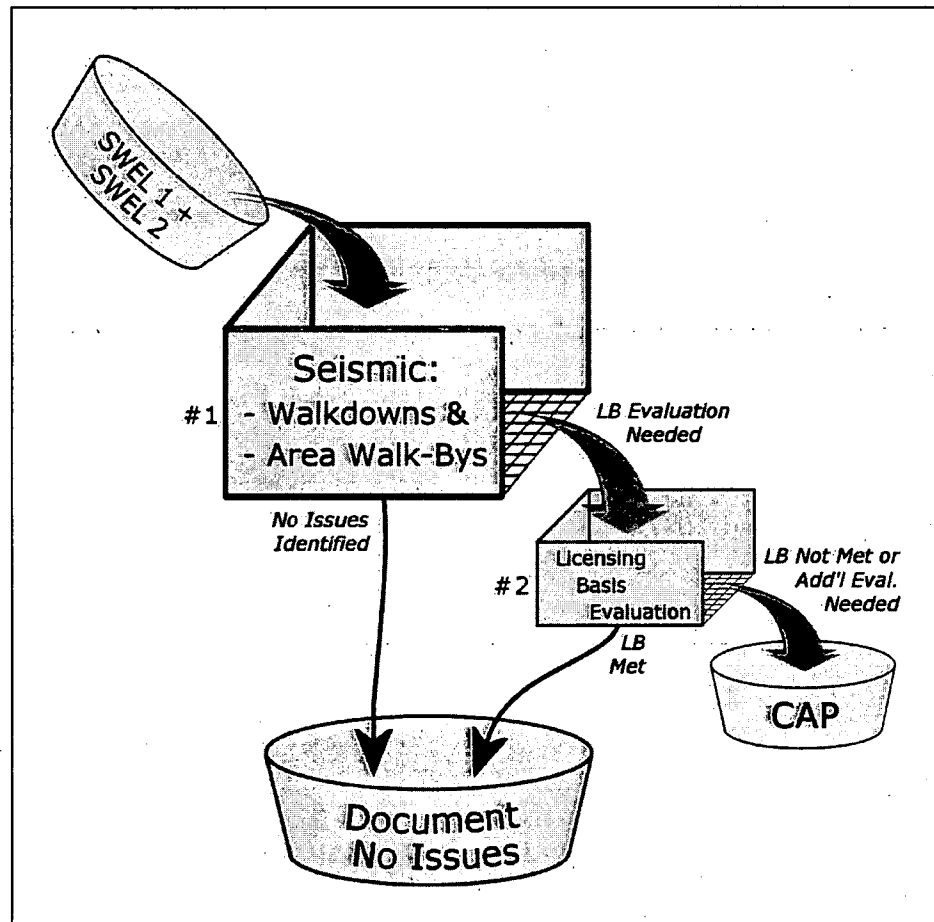 SWEL 1 +
SWEL 2
Seismic:
#1 - Walkdowns &
- Area Walk-Bys
LB Evaluation
Needed
No Issues
Identified
Licensing
#2 Basis
Evaluation
LB Not Met or
Add'l Eval.
Needed
LB
Met
CAP
Document
No Issues